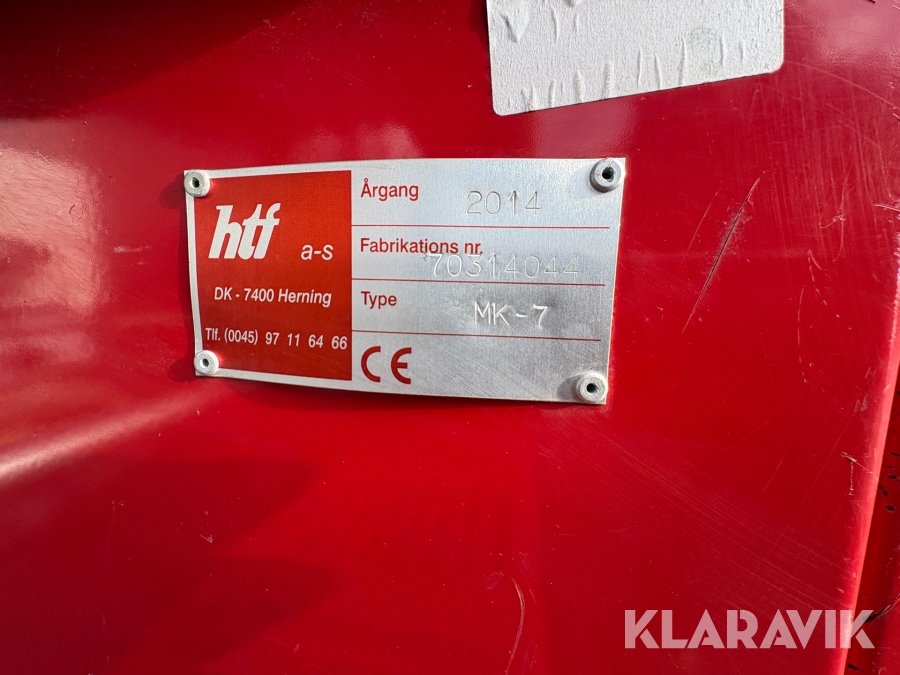 htf a-s
DK - 7400 Herning
Tlf. (0045) 97 11 64 66
Årgang 2014
Fabrikations nr. 70314044
Type MK-7
CE
KLARAVIK